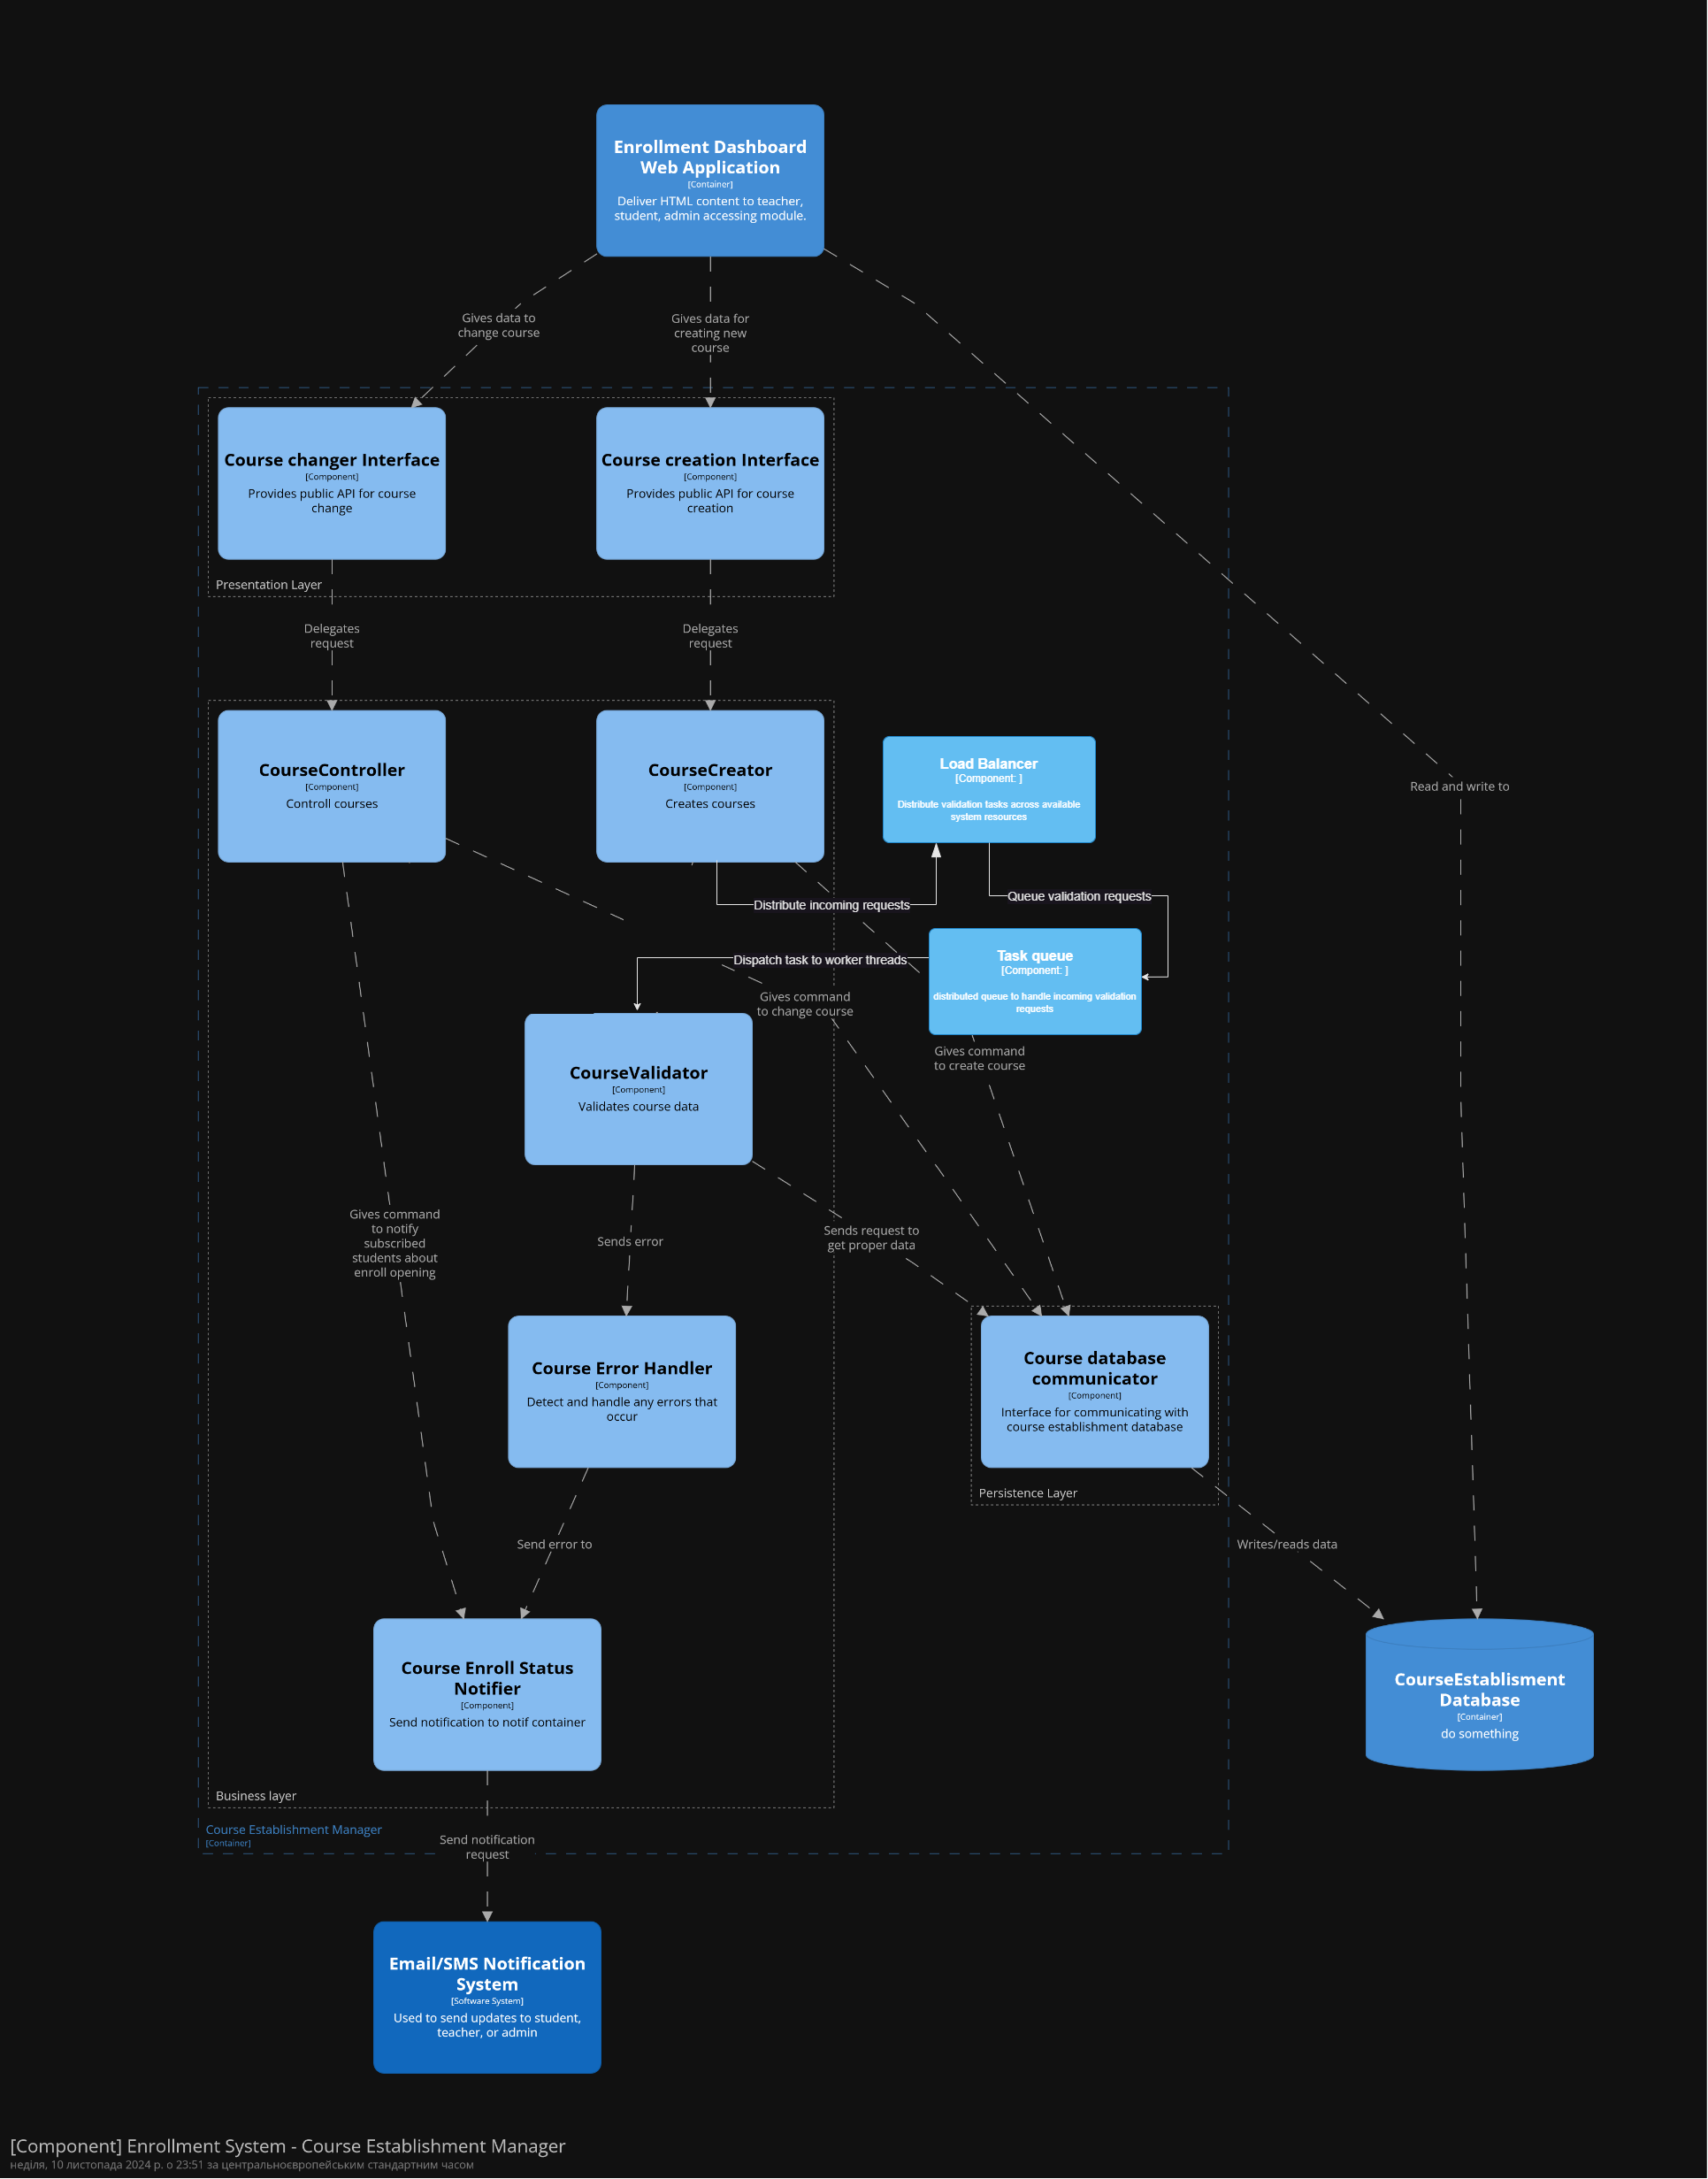 Enrollment Dashboard
Web Application
[Container]
Deliver HTML content to teacher,
student, admin accessing module.
Gives data to
change course
Gives data for
creating new
course
Course changer Interface
[Component]
Provides public API for course
change
Course creation Interface
[Component]
Provides public API for course
creation
Presentation Layer
Delegates
request
Delegates
request
CourseController
[Component]
Controll courses
CourseCreator
[Component]
Creates courses
Load Balancer
[Component: ]
Distribute validation tasks across available
system resources
Read and write to
Distribute incoming requests
Queue validation requests
Dispatch task to worker threads
Task queue
[Component: ]
distributed queue to handle incoming validation
requests
Gives command
to change course
Gives command
to create course
CourseValidator
[Component]
Validates course data
Gives command
to notify
subscribed
students about
enroll opening
Sends error
Sends request to
get proper data
Course Error Handler
[Component]
Detect and handle any errors that
occur
Course database
communicator
[Component]
Interface for communicating with
course establishment database
Persistence Layer
Send error to
Writes/reads data
Course Enroll Status
Notifier
[Component]
Send notification to notif container
CourseEstablisment
Database
[Container]
do something
Business layer
Course Establishment Manager
[Container]
Send notification
request
Email/SMS Notification
System
[Software System]
Used to send updates to student,
teacher, or admin
[Component] Enrollment System - Course Establishment Manager
неділя, 10 листопада 2024 р. о 23:51 за центральноєвропейським стандартним часом